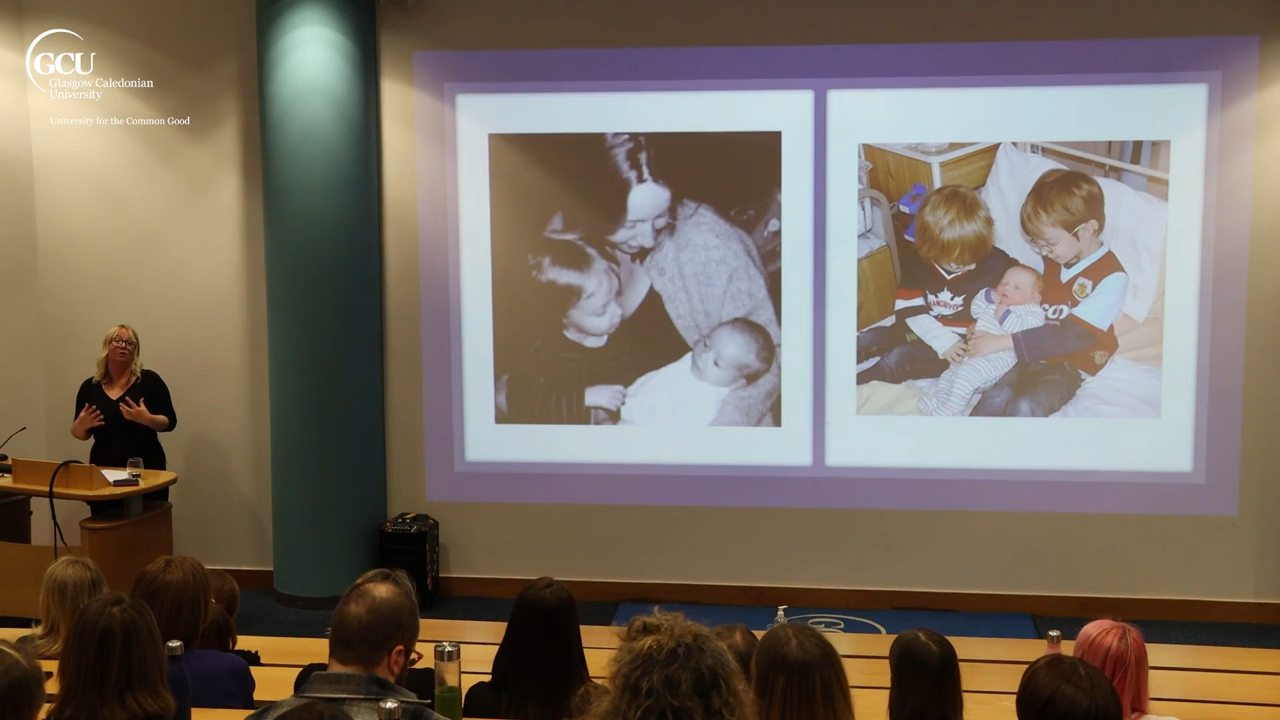 GCU
Glasgow Caledonian
University
University for the Common Good